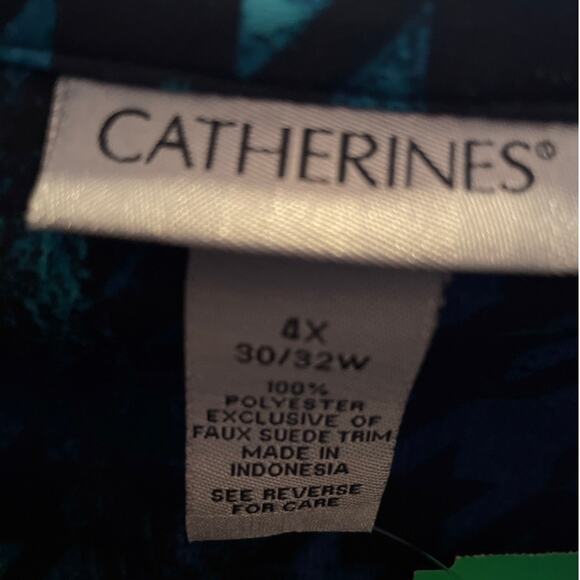 CATHERINES®
4X
30/32W
100%
POLYESTER
EXCLUSIVE OF
FAUX SUEDE TRIM
MADE IN
INDONESIA
SEE REVERSE
FOR CARE